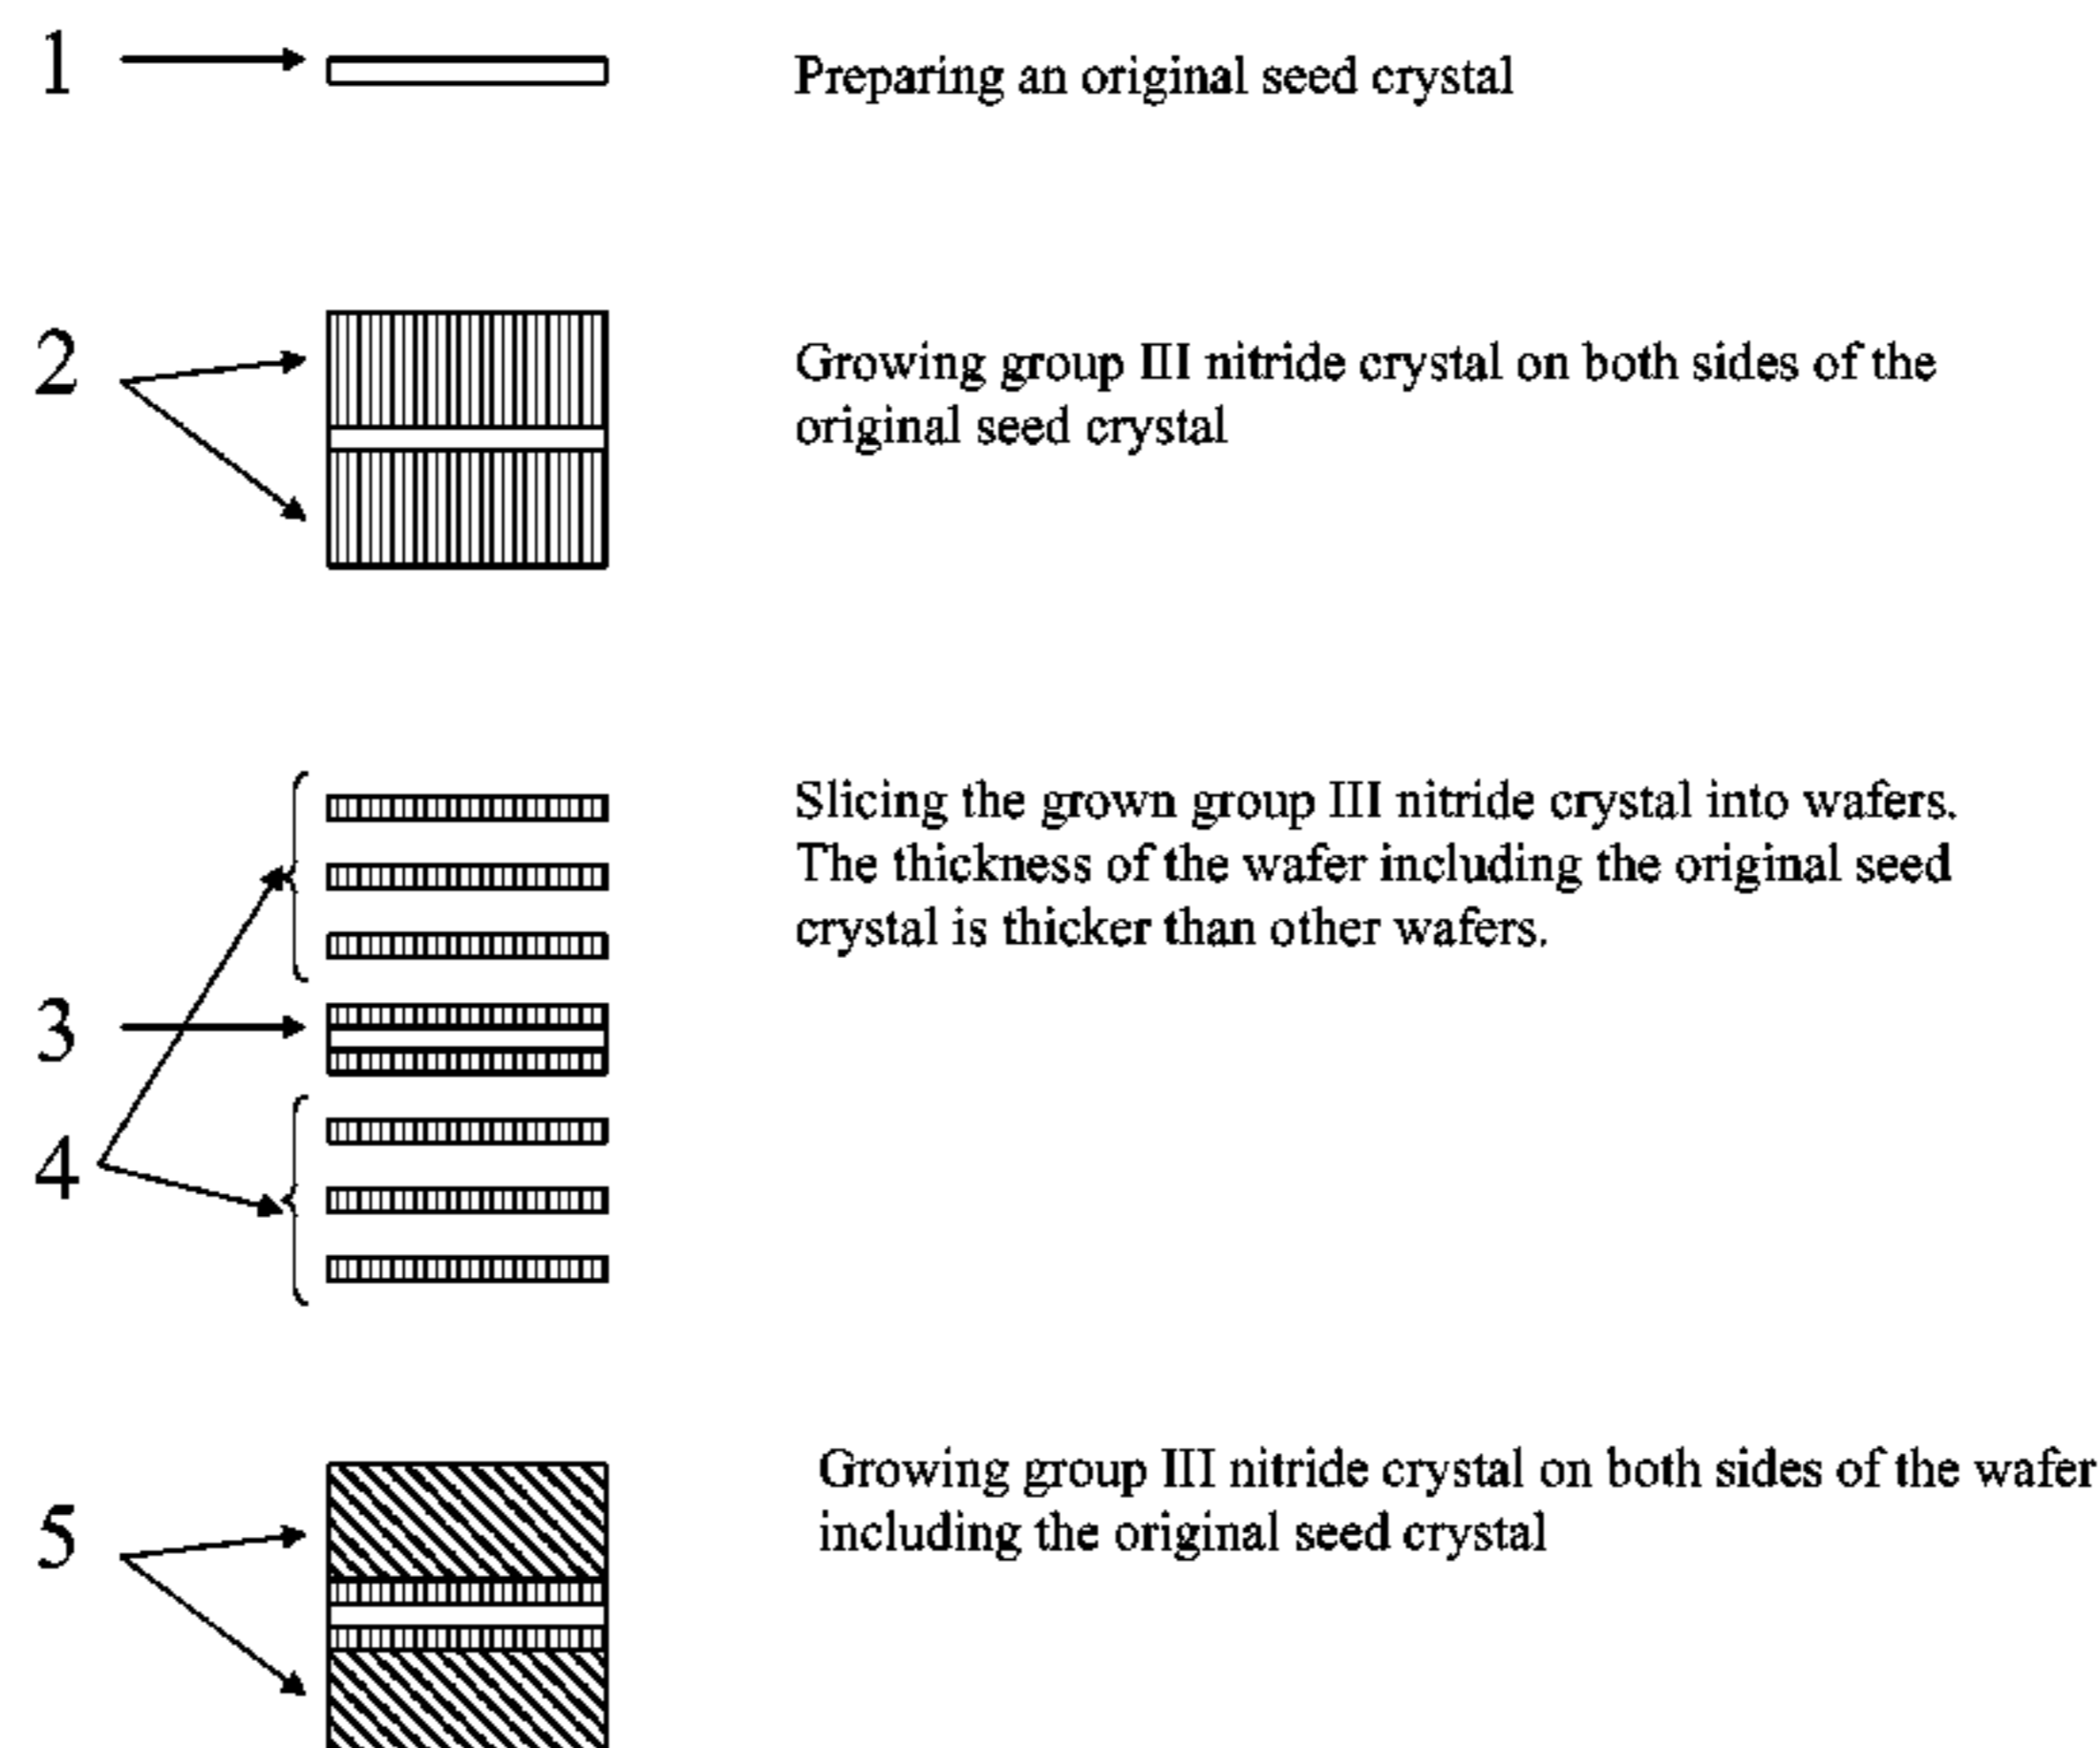 1
Preparing an original seed crystal
2
Growing group III nitride crystal on both sides of the
original seed crystal
Slicing the grown group III nitride crystal into wafers.
The thickness of the wafer including the original seed
crystal is thicker than other wafers.
3
4
Growing group III nitride crystal on both sides of the wafer
including the original seed crystal
5